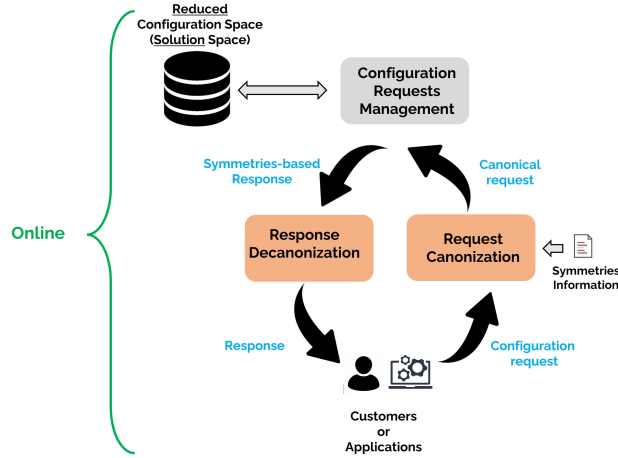 Reduced
Configuration Space
(Solution Space)
Configuration
Requests
Management
Symmetries-based
Response
Canonical
request
Online
Response
Decanonization
Request
Canonization
Symmetries
Information
Response
Configuration
request
Customers
or
Applications